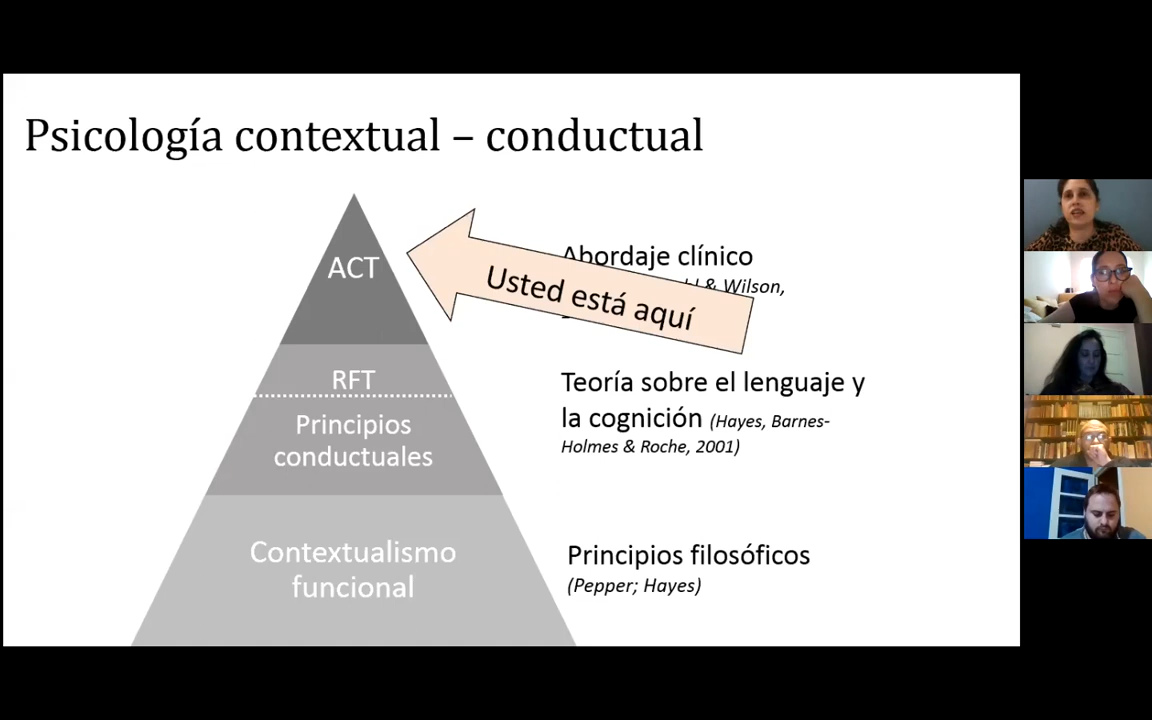 Psicología contextual – conductual
ACT
Abordaje clínico
& Wilson,
Usted está aquí
RFT
Principios
conductuales
Teoría sobre el lenguaje y
la cognición (Hayes, Barnes-
Holmes & Roche, 2001)
Contextualismo
funcional
Principios filosóficos
(Pepper; Hayes)